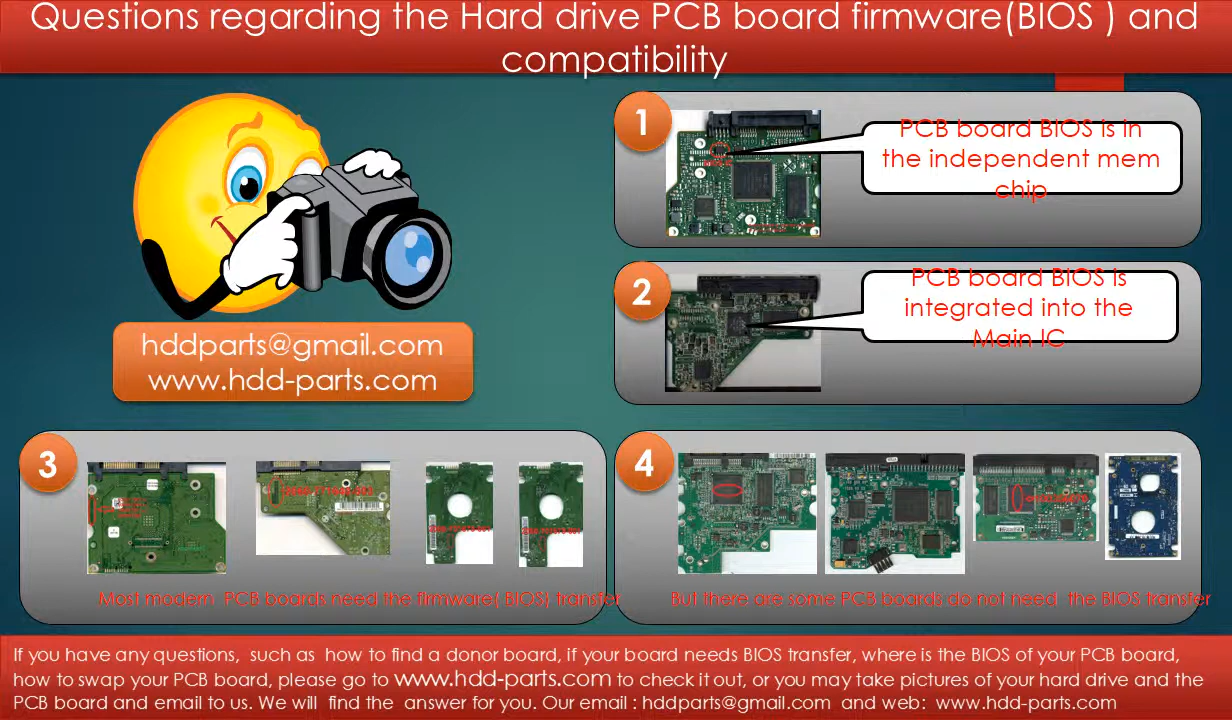 Questions regarding the Hard drive PCB board firmware(BIOS ) and
compatibility
1
PCB board BIOS is in
the independent mem
chip
2
PCB board BIOS is
integrated into the
Main IC
hddparts@gmail.com
www.hdd-parts.com
3
Most modern PCB boards need the firmware( BIOS) transfer
4
But there are some PCB boards do not need the BIOS transfer
If you have any questions, such as how to find a donor board, if your board needs BIOS transfer, where is the BIOS of your PCB board,
how to swap your PCB board, please go to www.hdd-parts.com to check it out, or you may take pictures of your hard drive and the
PCB board and email to us. We will find the answer for you. Our email : hddparts@gmail.com and web: www.hdd-parts.com